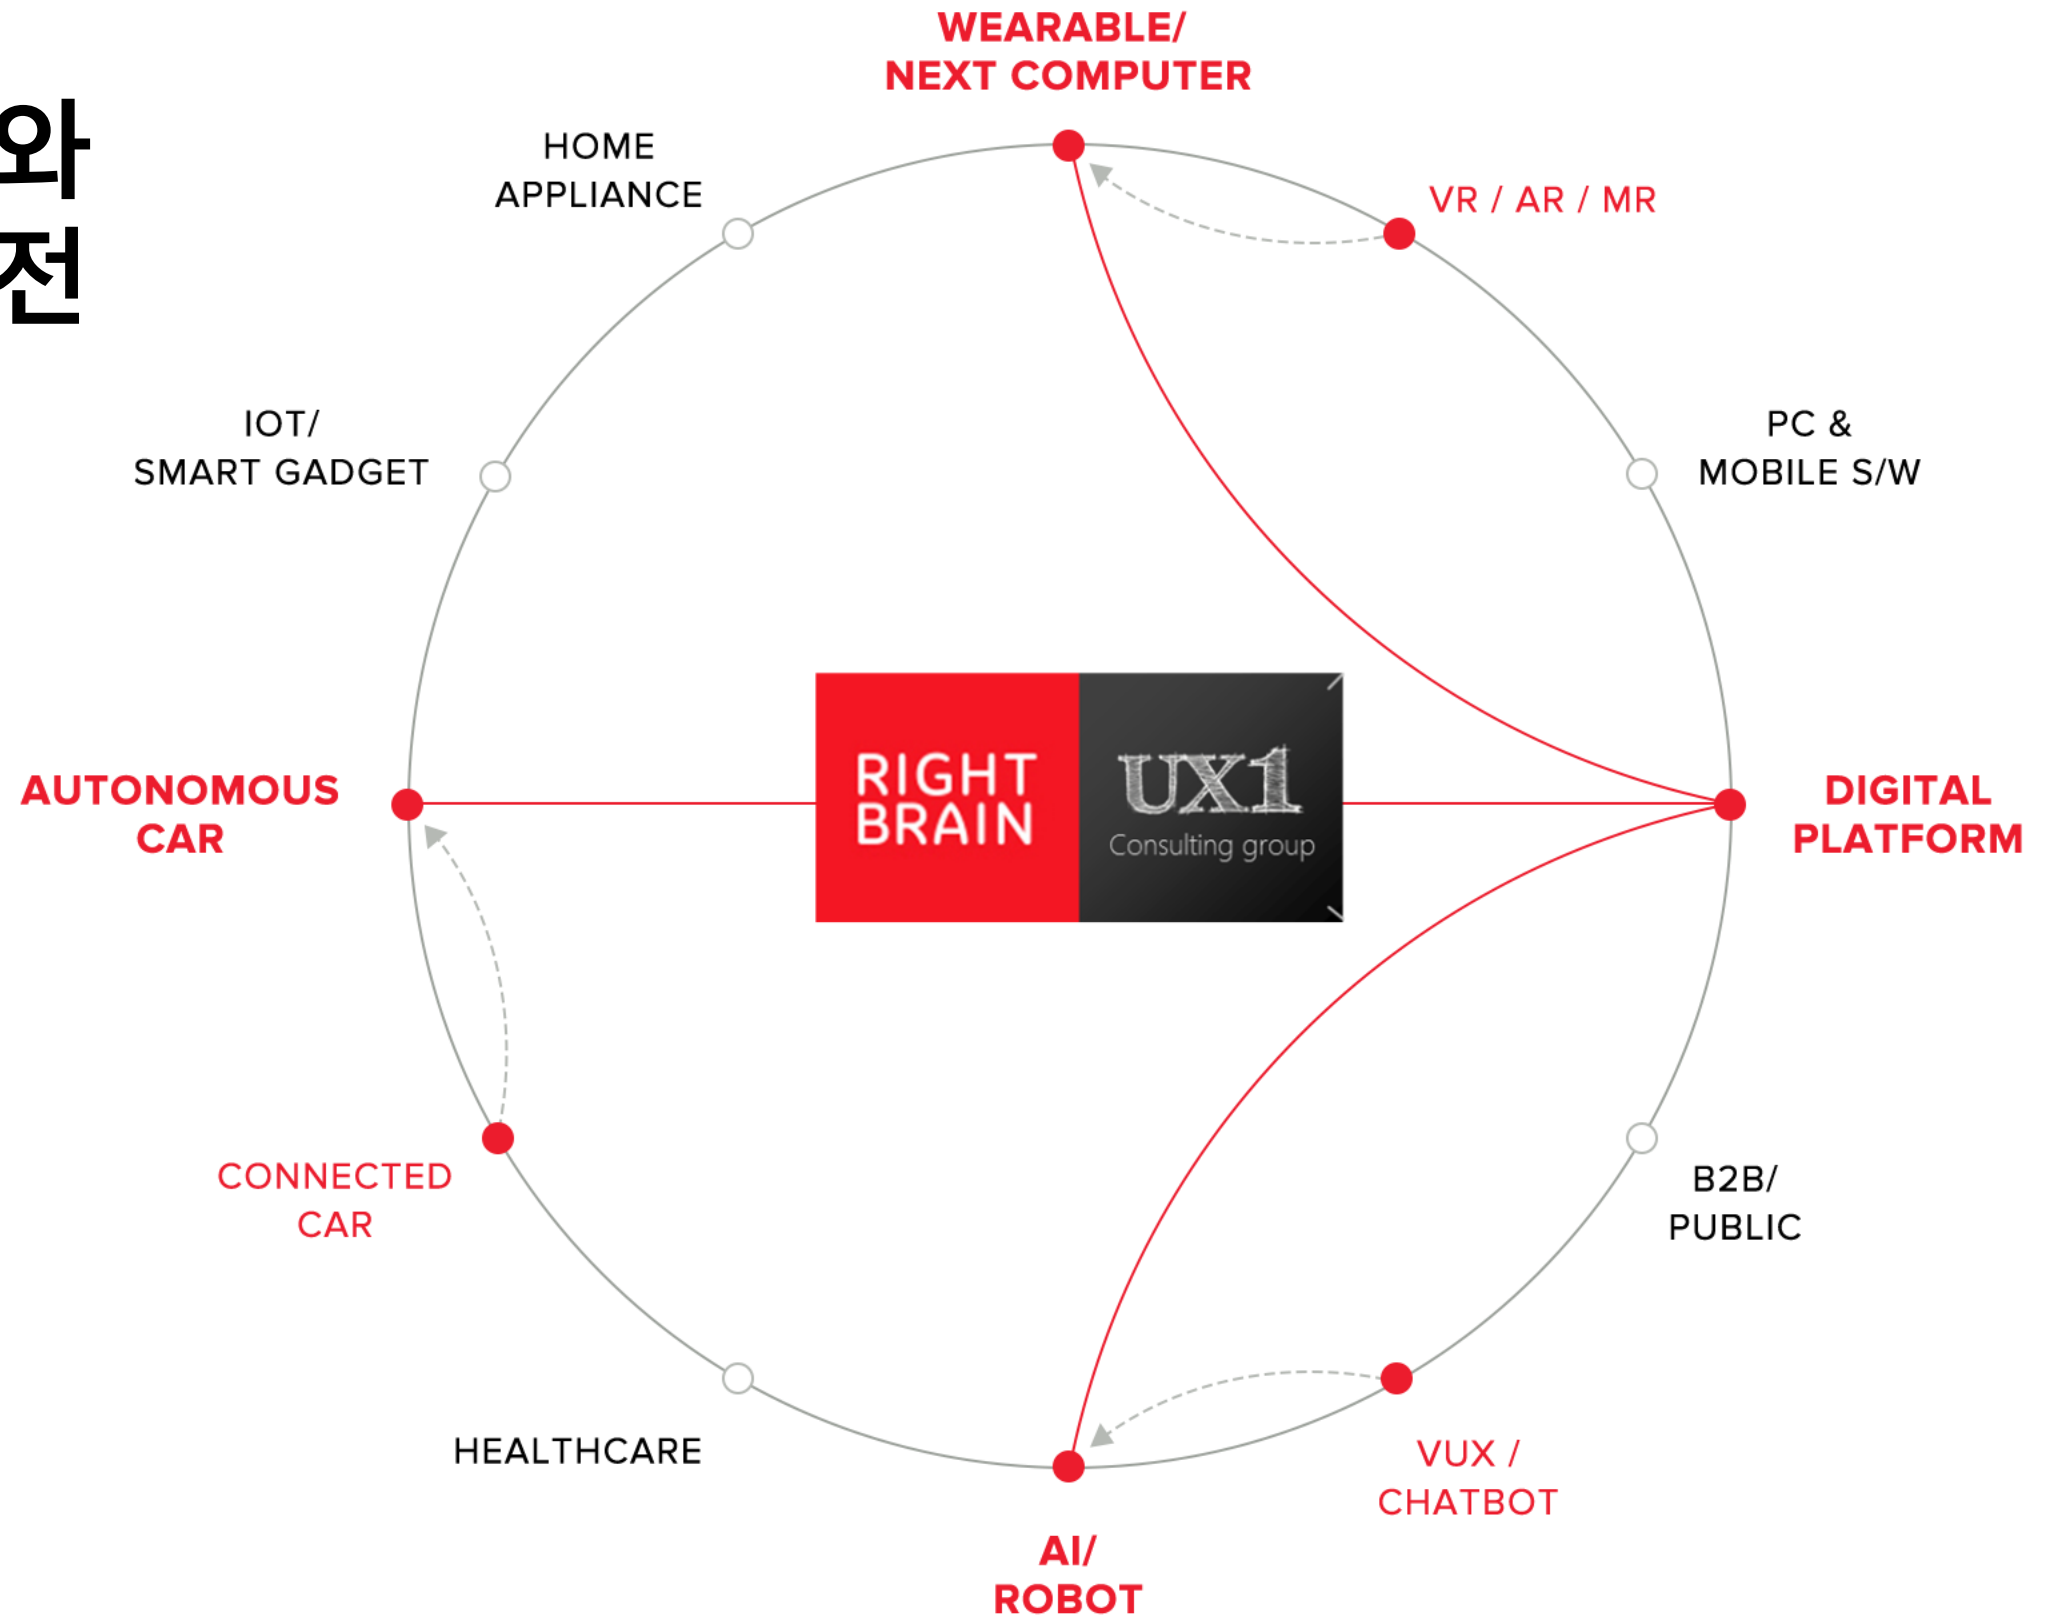 와
전
WEARABLE/
NEXT COMPUTER
HOME
APPLIANCE
VR / AR / MR
IOT/
SMART GADGET
PC &
MOBILE S/W
AUTONOMOUS
CAR
RIGHT
BRAIN
UX1
Consulting group
DIGITAL
PLATFORM
CONNECTED
CAR
B2B/
PUBLIC
HEALTHCARE
VUX /
CHATBOT
AI/
ROBOT